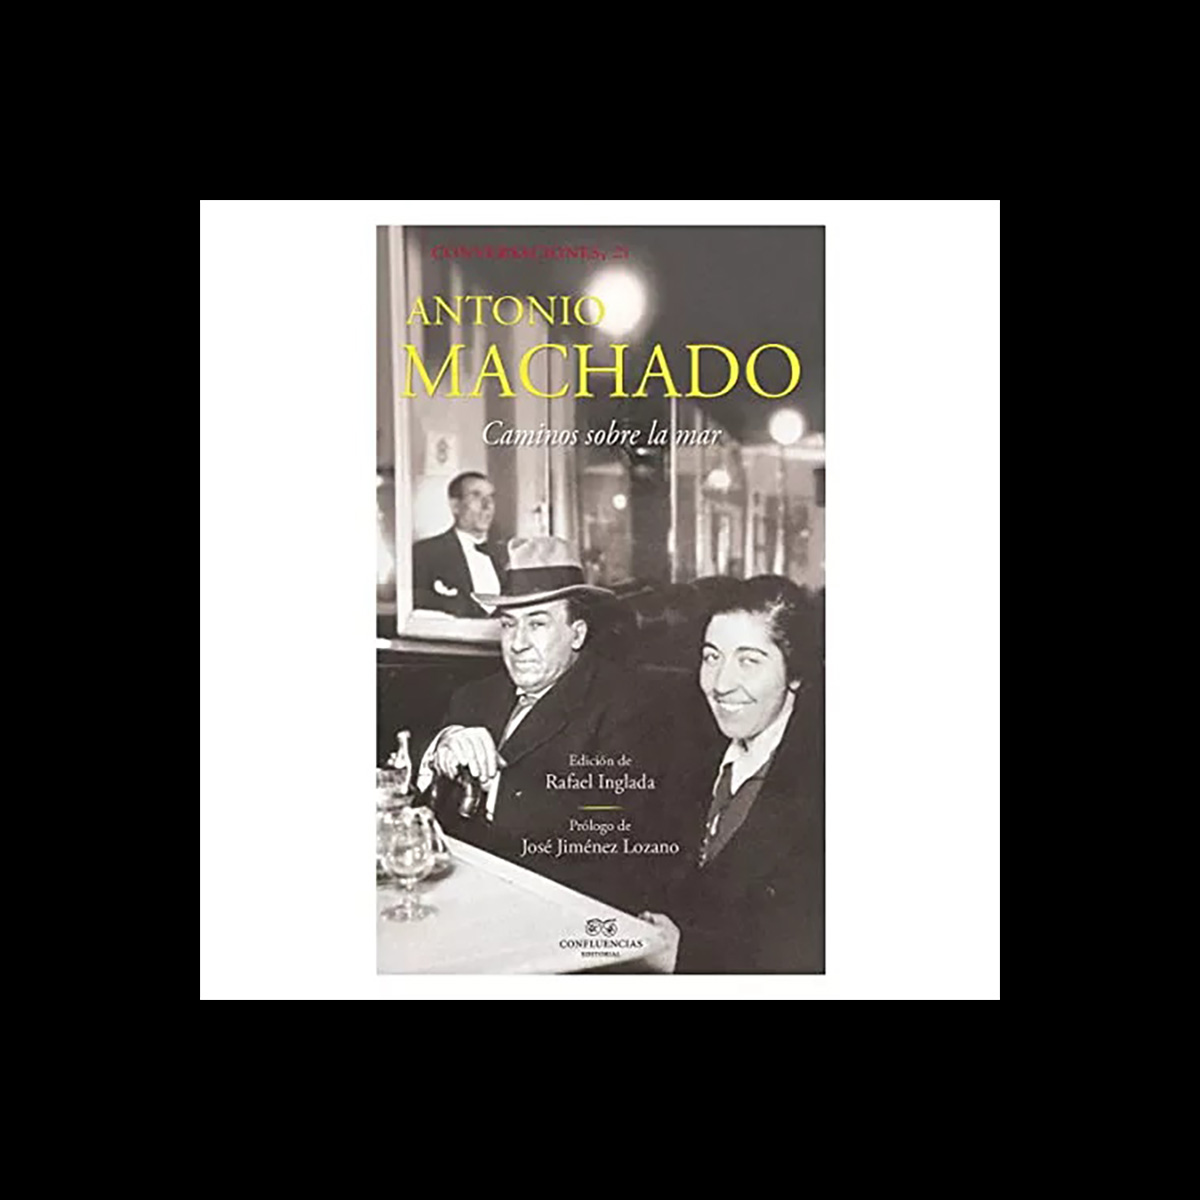 CONVERSACIONES, 21
ANTONIO
MACHADO
Caminos sobre la mar
Edición de
Rafael Inglada
Prólogo de
José Jiménez Lozano
CONFLUENCIAS
EDITORIAL